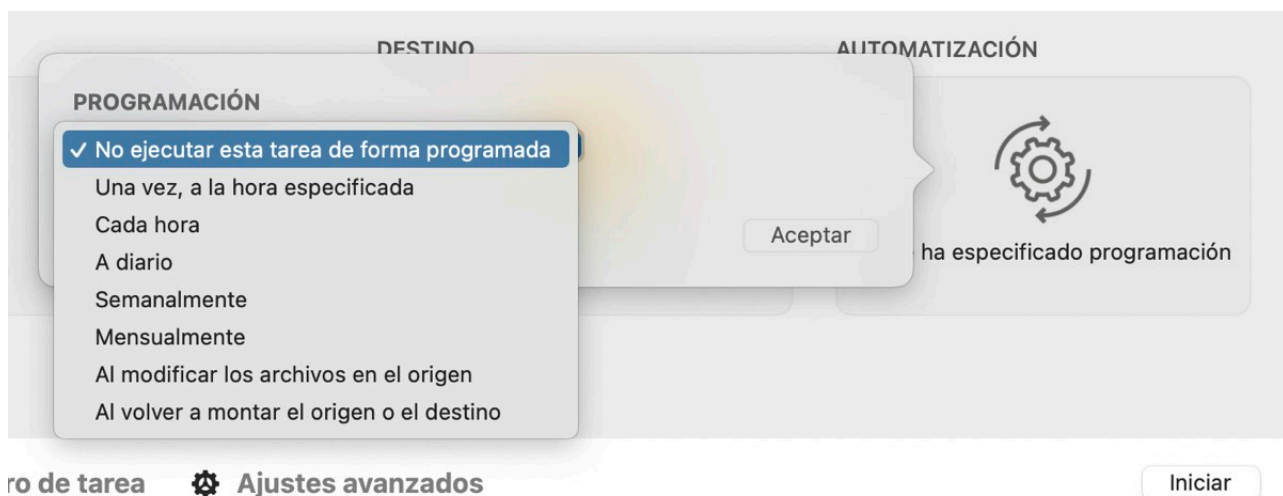 DESTINO
AUTOMATIZACIÓN
PROGRAMACIÓN
No ejecutar esta tarea de forma programada
Una vez, a la hora especificada
Cada hora
A diario
Semanalmente
Mensualmente
Al modificar los archivos en el origen
Al volver a montar el origen o el destino
Aceptar
ha especificado programación
ro de tarea
Ajustes avanzados
Iniciar